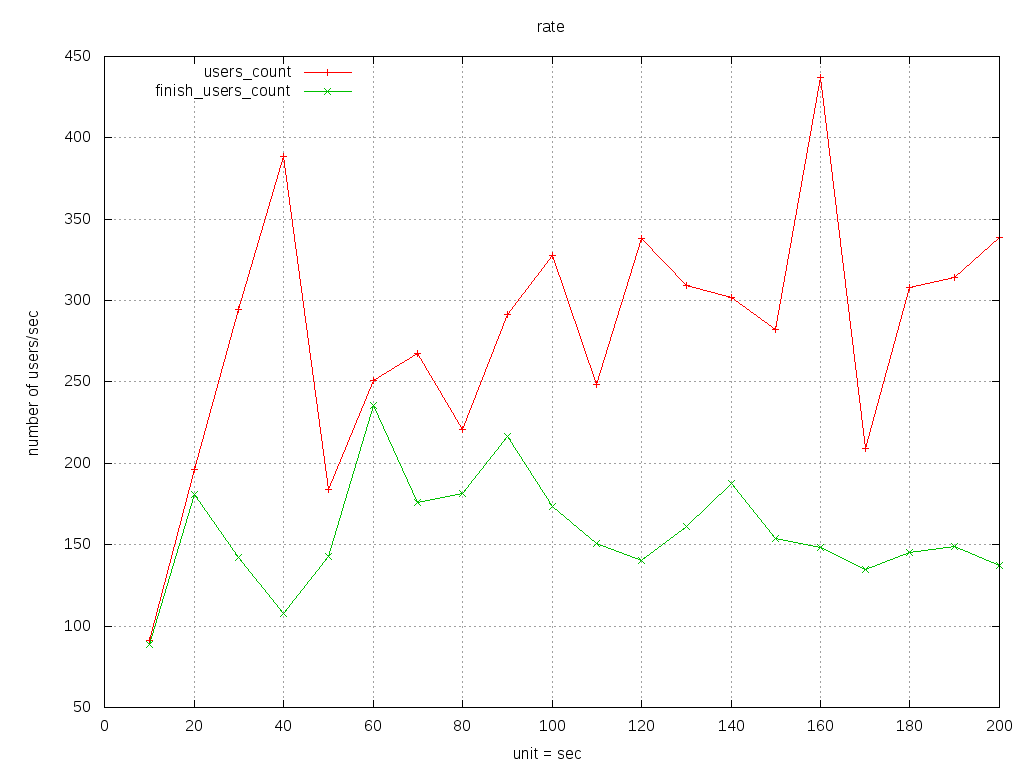 rate
users_count
finish_users_count
450
400
350
300
250
200
150
100
50
number of users/sec
0 20 40 60 80 100 120 140 160 180 200
unit = sec